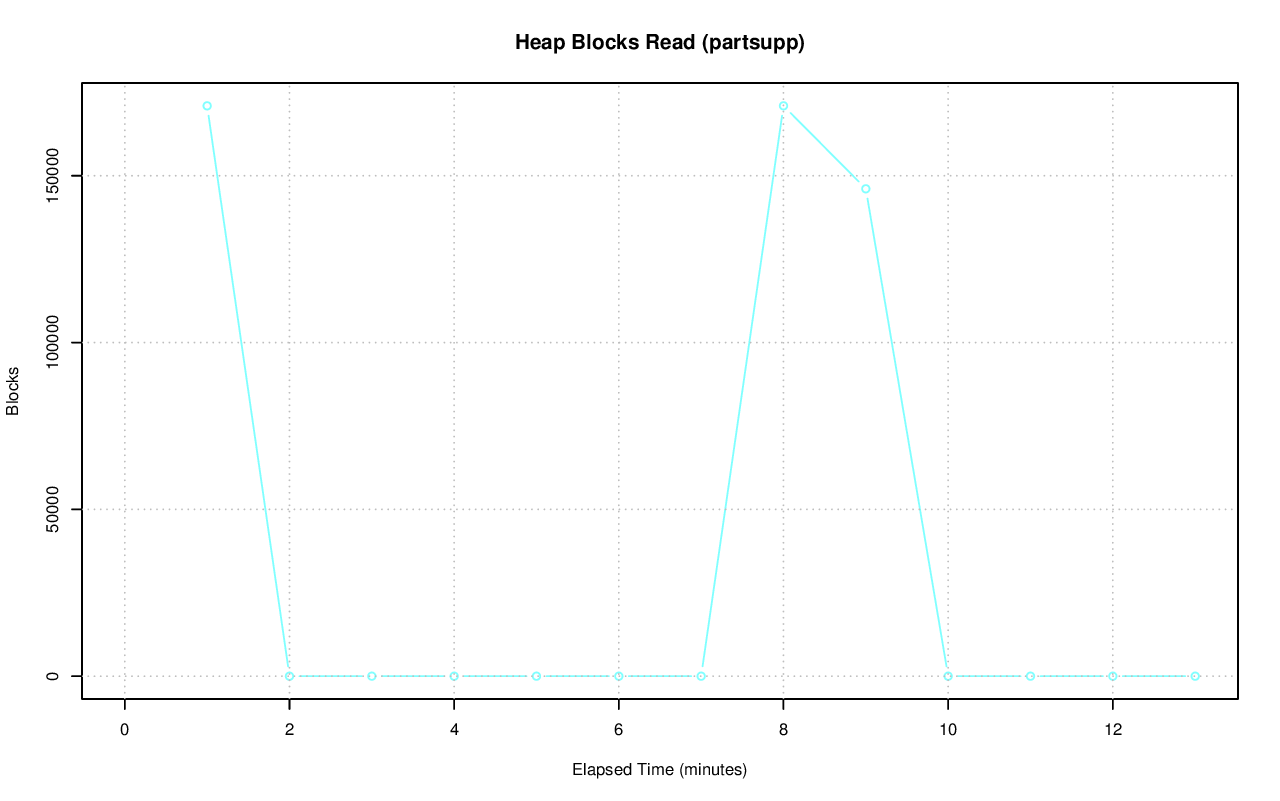 Heap Blocks Read (partsupp)
150000
100000
50000
0
Blocks
0 2 4 6 8 10 12
Elapsed Time (minutes)